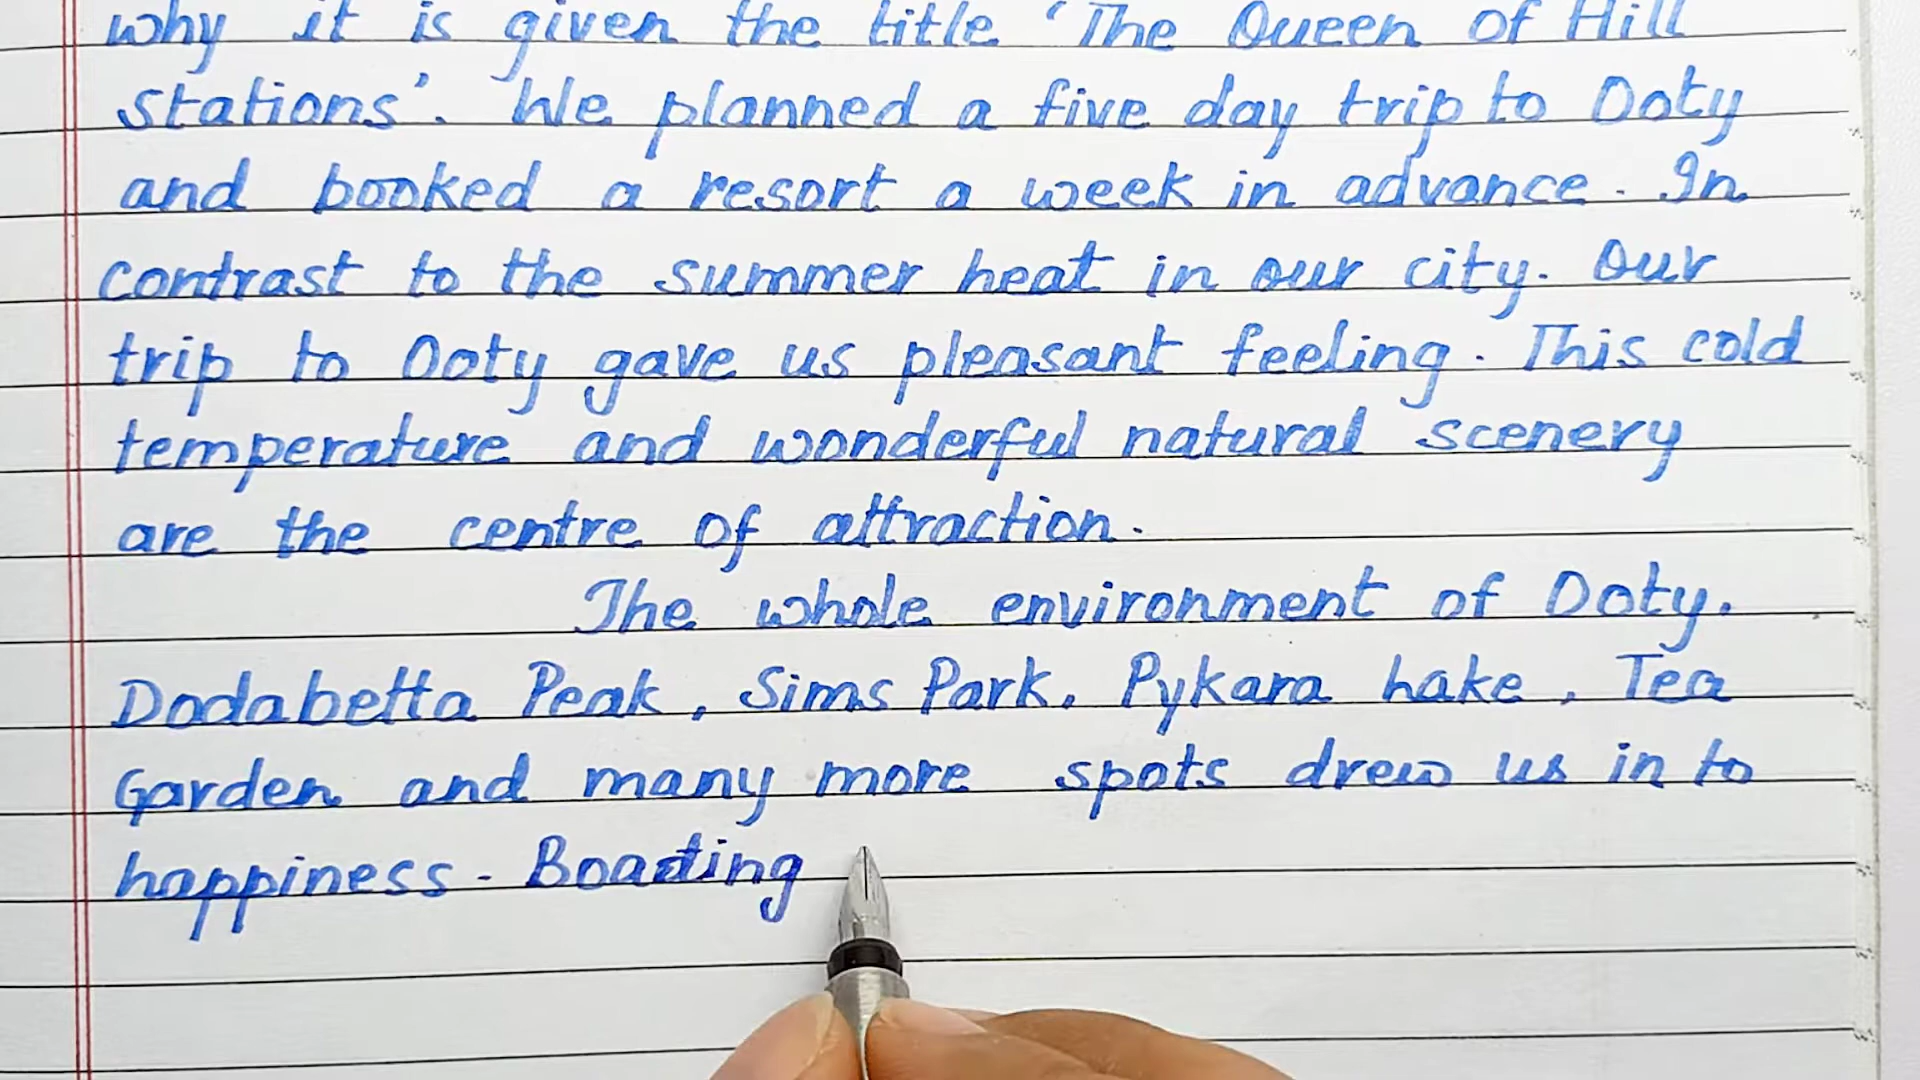 why it is given the title 'The Queen of Hill
stations'. We planned a five day trip to Ooty
and booked a resort a week in advance. In
contrast to the summer heat in our city. Our
trip to Ooty gave us pleasant feeling. This cold
temperature and wonderful natural scenery
are the centre of attraction.
The whole environment of Ooty.
Dodabetta Peak, Sims Park, Pykara Lake, Tea
Garden and many more spots drew us in to
happiness. Boating